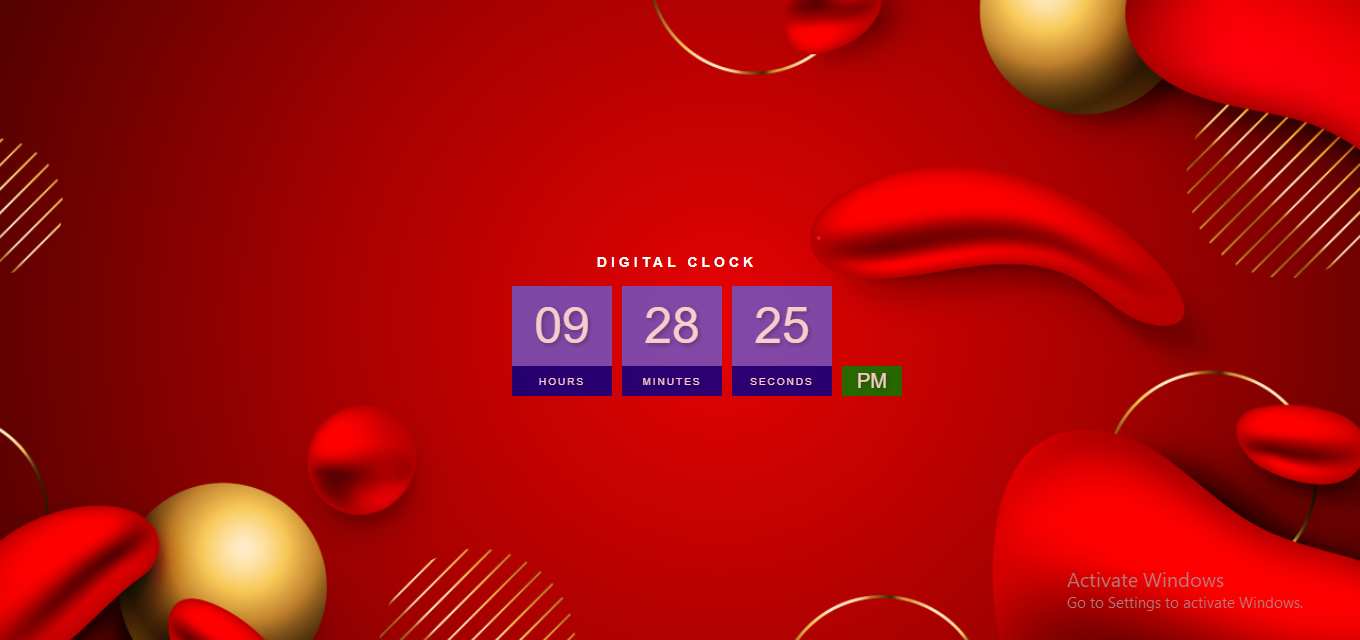 DIGITAL CLOCK
09 28 25
HOURS MINUTES SECONDS PM
Activate Windows
Go to Settings to activate Windows.